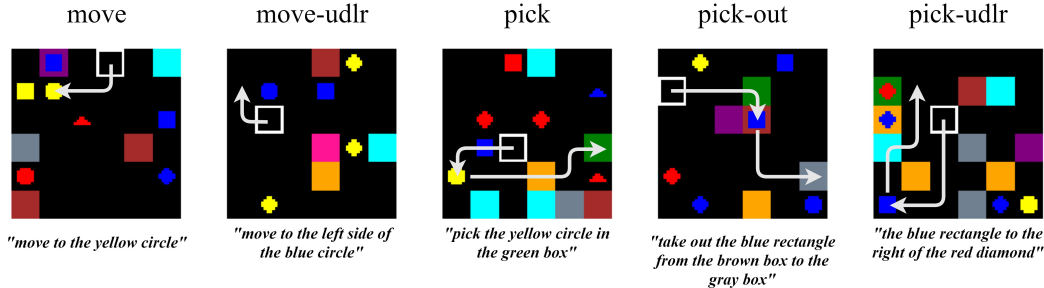 move
"move to the yellow circle"
move-udlr
"move to the left side of
the blue circle"
pick
"pick the yellow circle in
the green box"
pick-out
"take out the blue rectangle
from the brown box to the
gray box"
pick-udlr
"the blue rectangle to the
right of the red diamond"